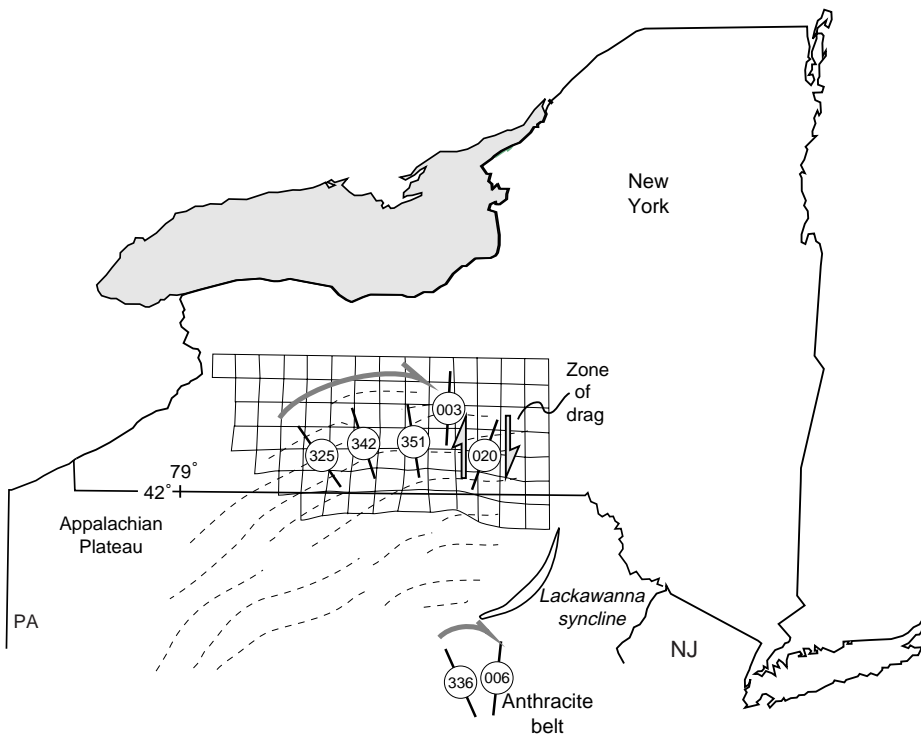 New
York
Zone
of
drag
003
325
342
351
020
79°
42°
Appalachian
Plateau
PA
Lackawanna
syncline
NJ
336
006
Anthracite
belt